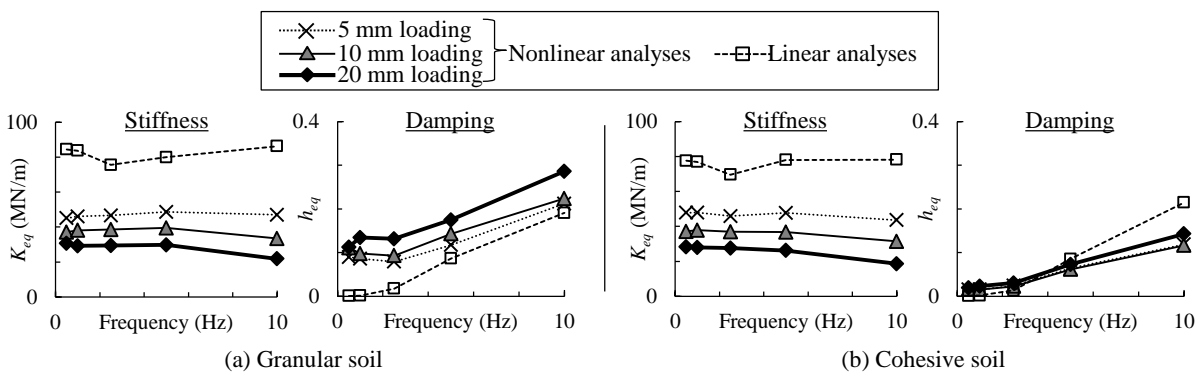 5 mm loading
10 mm loading
20 mm loading
Nonlinear analyses
Linear analyses
Stiffness
100
0
K_eq (MN/m)
0 Frequency (Hz) 10
Damping
0.4
0
h_eq
0 Frequency (Hz) 10
(a) Granular soil
Stiffness
100
0
K_eq (MN/m)
0 Frequency (Hz) 10
Damping
0.4
0
h_eq
0 Frequency (Hz) 10
(b) Cohesive soil